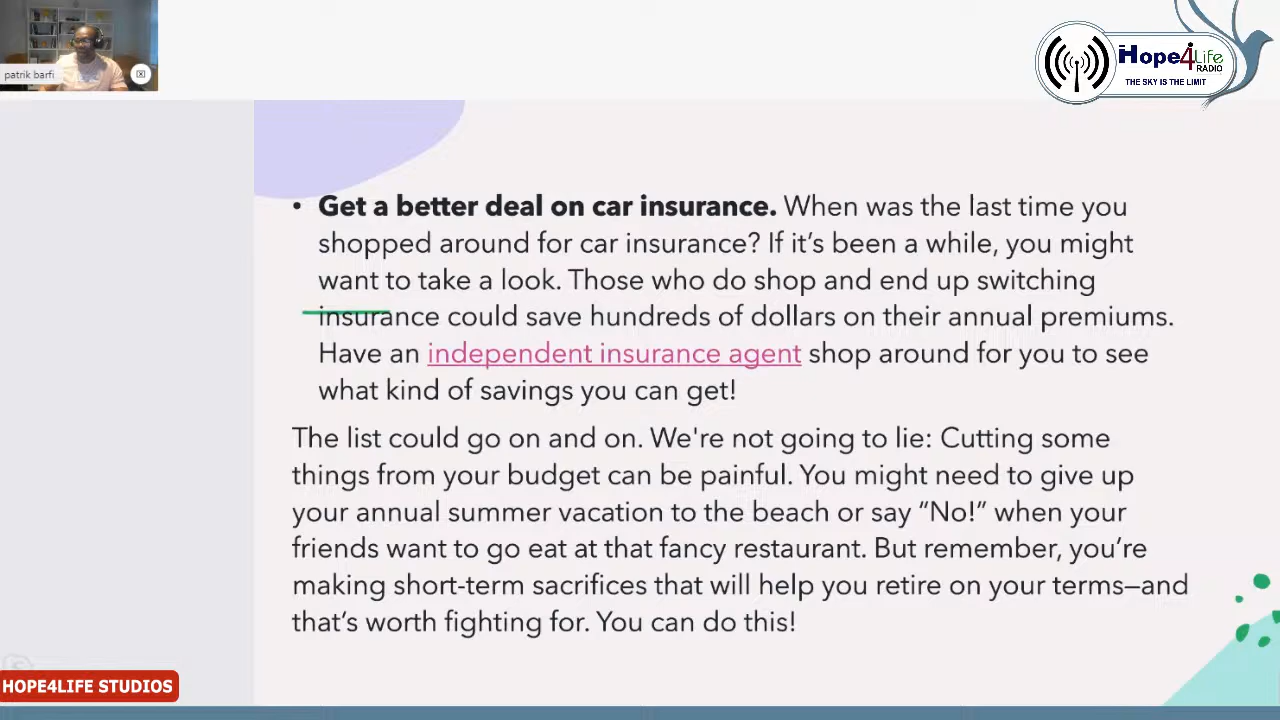 patrik barfi
Hope4Life
RADIO
THE SKY IS THE LIMIT
• Get a better deal on car insurance. When was the last time you
shopped around for car insurance? If it's been a while, you might
want to take a look. Those who do shop and end up switching
insurance could save hundreds of dollars on their annual premiums.
Have an independent insurance agent shop around for you to see
what kind of savings you can get!
The list could go on and on. We're not going to lie: Cutting some
things from your budget can be painful. You might need to give up
your annual summer vacation to the beach or say “No!” when your
friends want to go eat at that fancy restaurant. But remember, you’re
making short-term sacrifices that will help you retire on your terms—and
that’s worth fighting for. You can do this!
HOPE4LIFE STUDIOS